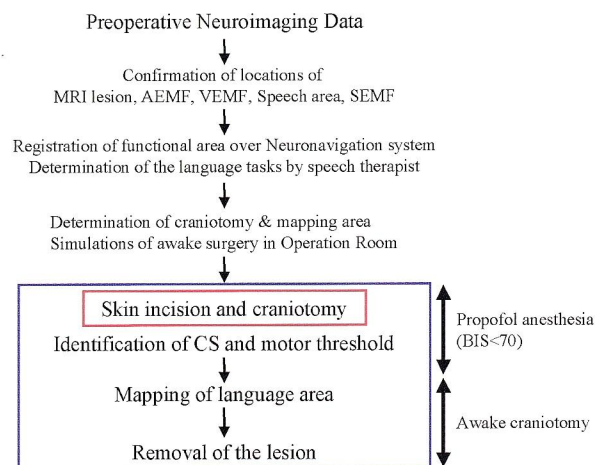 Preoperative Neuroimaging Data
Confirmation of locations of
MRI lesion, AEMF, VEMF, Speech area, SEMF
Registration of functional area over Neuronavigation system
Determination of the language tasks by speech therapist
Determination of craniotomy & mapping area
Simulations of awake surgery in Operation Room
Skin incision and craniotomy
Identification of CS and motor threshold
Propofol anesthesia
(BIS<70)
Mapping of language area
Awake craniotomy
Removal of the lesion